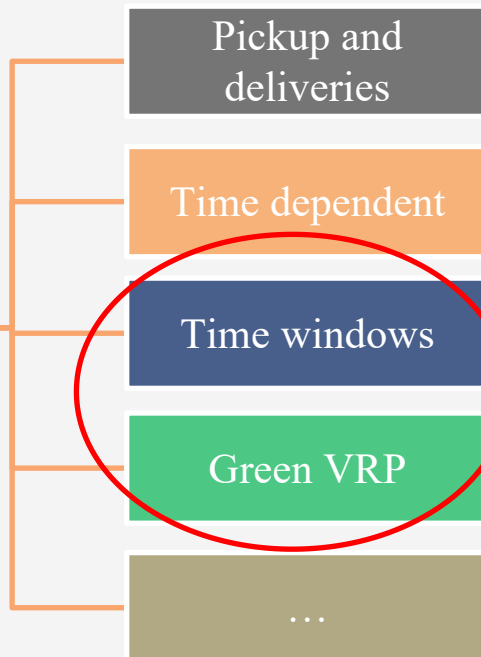 Pickup and
deliveries
Time dependent
Time windows
Green VRP
…